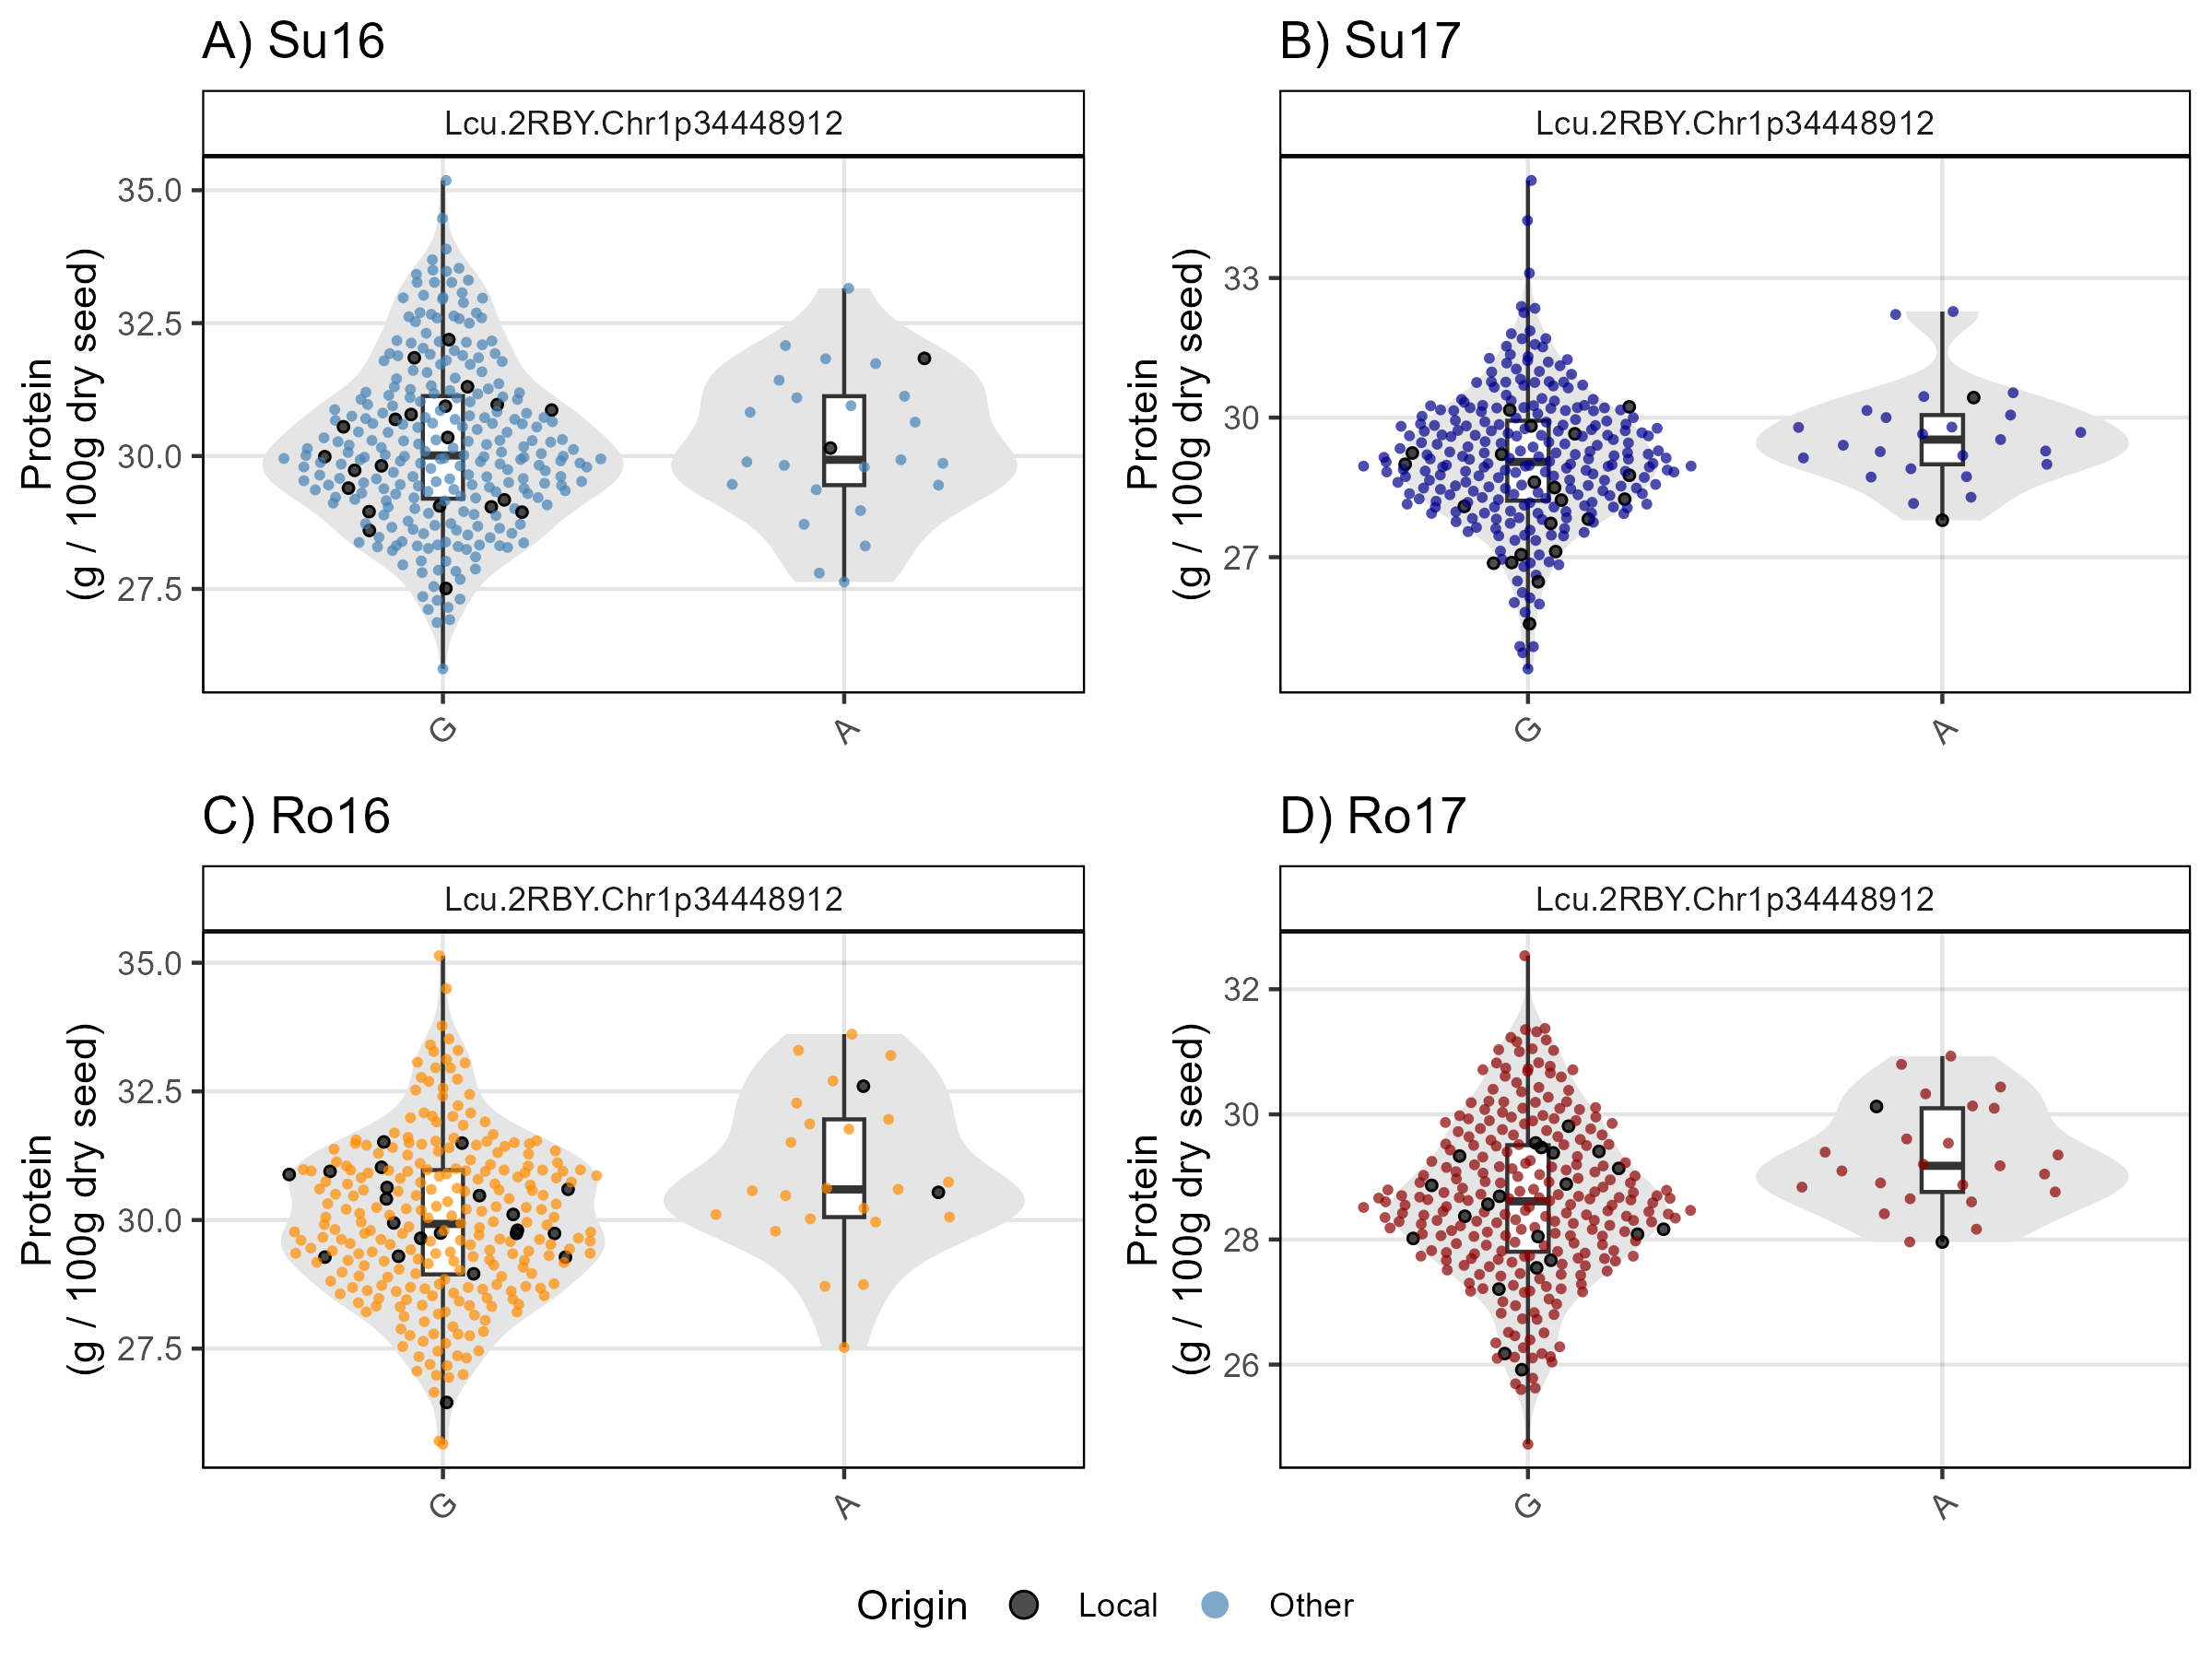 A) Su16
Lcu.2RBY.Chr1p34448912
Protein
(g / 100g dry seed)
35.0
32.5
30.0
27.5
G
A
B) Su17
Lcu.2RBY.Chr1p34448912
Protein
(g / 100g dry seed)
33
30
27
G
A
C) Ro16
Lcu.2RBY.Chr1p34448912
Protein
(g / 100g dry seed)
35.0
32.5
30.0
27.5
G
A
D) Ro17
Lcu.2RBY.Chr1p34448912
Protein
(g / 100g dry seed)
32
30
28
26
G
A
Origin Local Other